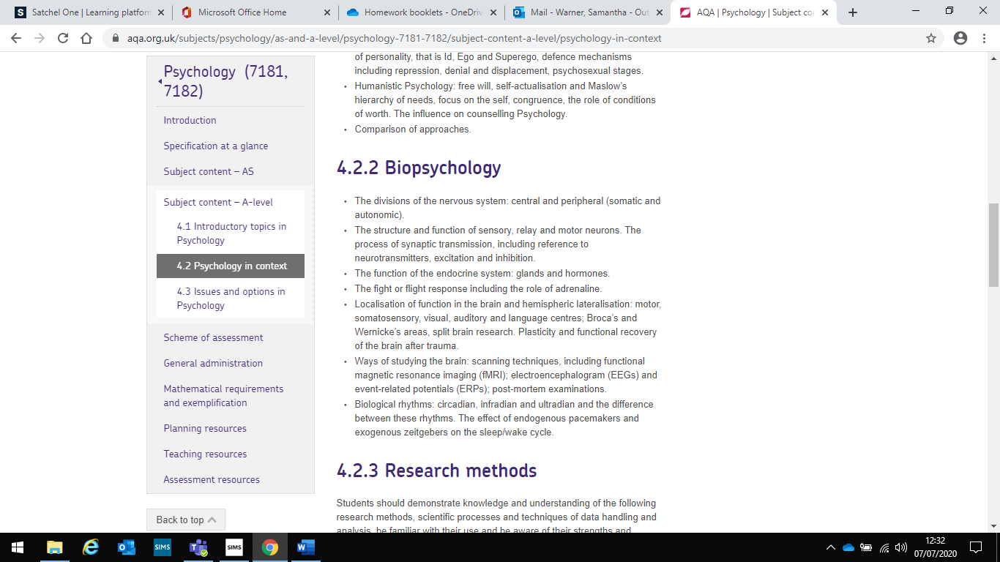 Satchel One | Learning platform
Microsoft Office Home
Homework booklets - OneDriv
Mail - Warner, Samantha - Out
AQA | Psychology | Subject con
aqa.org.uk/subjects/psychology/as-and-a-level/psychology-7181-7182/subject-content-a-level/psychology-in-context
Psychology (7181,
7182)
Introduction
Specification at a glance
Subject content – AS
Subject content – A-level
4.1 Introductory topics in
Psychology
4.2 Psychology in context
4.3 Issues and options in
Psychology
Scheme of assessment
General administration
Mathematical requirements
and exemplification
Planning resources
Teaching resources
Assessment resources
Back to top
of personality, that is Id, Ego and Superego, defence mechanisms
including repression, denial and displacement, psychosexual stages.
• Humanistic Psychology: free will, self-actualisation and Maslow's
hierarchy of needs, focus on the self, congruence, the role of conditions
of worth. The influence on counselling Psychology.
• Comparison of approaches.
4.2.2 Biopsychology
• The divisions of the nervous system: central and peripheral (somatic and
autonomic).
• The structure and function of sensory, relay and motor neurons. The
process of synaptic transmission, including reference to
neurotransmitters, excitation and inhibition.
• The function of the endocrine system: glands and hormones.
• The fight or flight response including the role of adrenaline.
• Localisation of function in the brain and hemispheric lateralisation: motor,
somatosensory, visual, auditory and language centres; Broca's and
Wernicke's areas, split brain research. Plasticity and functional recovery
of the brain after trauma.
• Ways of studying the brain: scanning techniques, including functional
magnetic resonance imaging (fMRI); electroencephalogram (EEGs) and
event-related potentials (ERPs); post-mortem examinations.
• Biological rhythms: circadian, infradian and ultradian and the difference
between these rhythms. The effect of endogenous pacemakers and
exogenous zeitgebers on the sleep/wake cycle.
4.2.3 Research methods
Students should demonstrate knowledge and understanding of the following
research methods, scientific processes and techniques of data handling and
analysis, be familiar with their use and be aware of their strengths and
SIMS
SIMS
12:32
07/07/2020